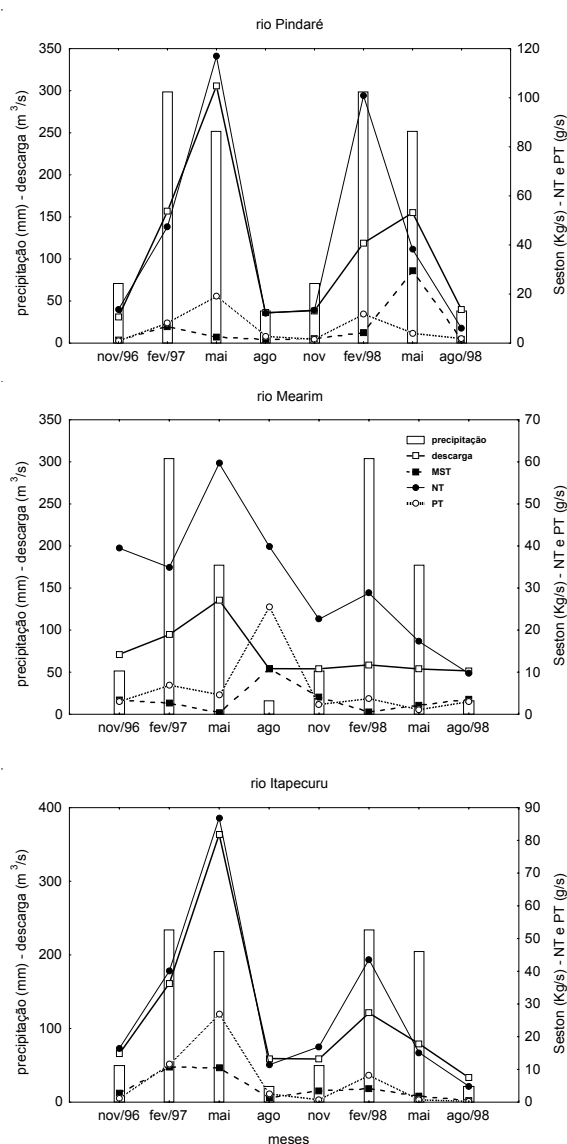 rio Pindaré
350
300
250
200
150
100
50
0
precipitação (mm) - descarga (m ³/s)
120
100
80
60
40
20
0
Seston (Kg/s) - NT e PT (g/s)
nov/96 fev/97 mai ago nov fev/98 mai ago/98
rio Mearim
350
300
250
200
150
100
50
0
precipitação (mm) - descarga (m ³/s)
precipitação
descarga
MST
NT
PT
70
60
50
40
30
20
10
0
Seston (Kg/s) - NT e PT (g/s)
nov/96 fev/97 mai ago nov fev/98 mai ago/98
rio Itapecuru
400
300
200
100
0
precipitação (mm) - descarga (m ³/s)
90
80
70
60
50
40
30
20
10
0
Seston (Kg/s) - NT e PT (g/s)
nov/96 fev/97 mai ago nov fev/98 mai ago/98
meses